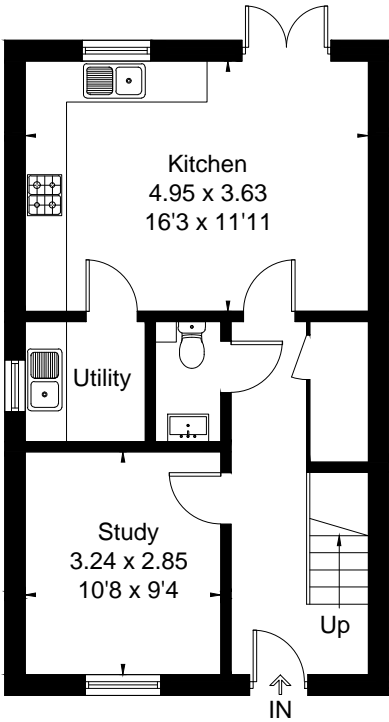 Kitchen
4.95 x 3.63
16'3 x 11'11
Utility
Study
3.24 x 2.85
10'8 x 9'4
Up
IN